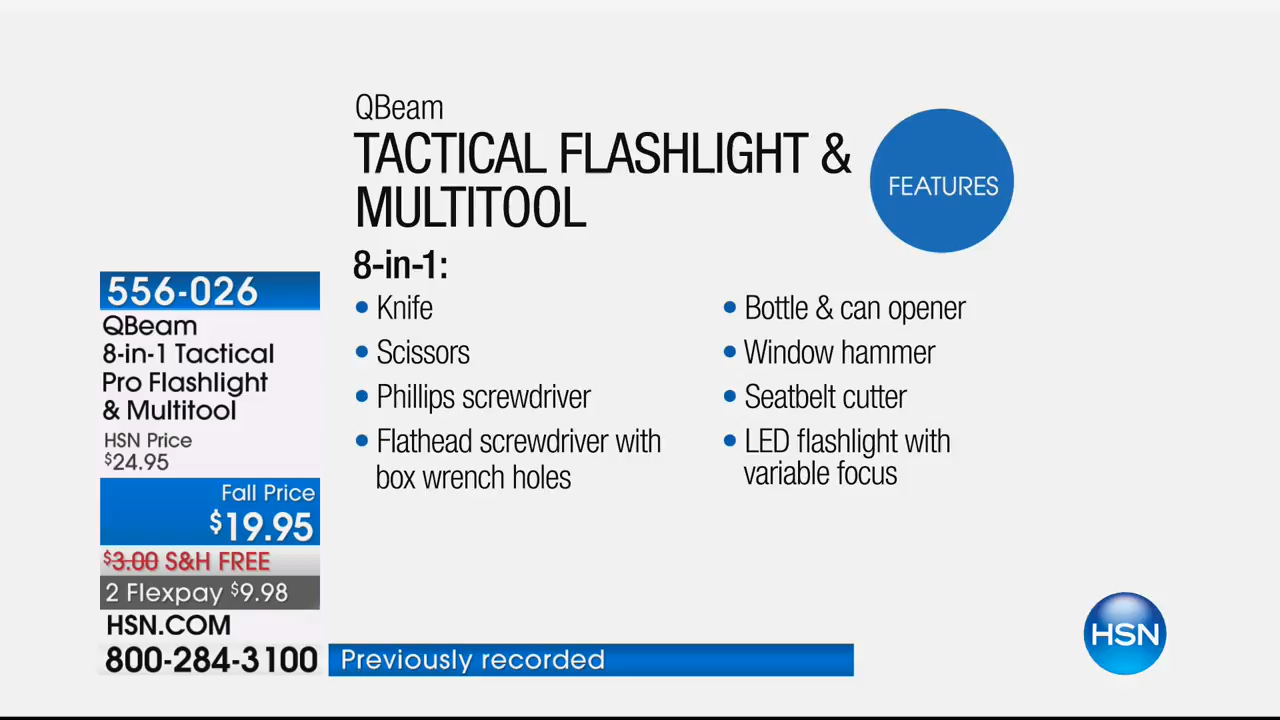 QBeam
TACTICAL FLASHLIGHT &
MULTITOOL
FEATURES
8-in-1:
• Knife
• Scissors
• Phillips screwdriver
• Flathead screwdriver with
box wrench holes
• Bottle & can opener
• Window hammer
• Seatbelt cutter
• LED flashlight with
variable focus
556-026
QBeam
8-in-1 Tactical
Pro Flashlight
& Multitool
HSN Price
$24.95
Fall Price
$19.95
$3.00 S&H FREE
2 Flexpay $9.98
HSN.COM
800-284-3100
Previously recorded
HSN